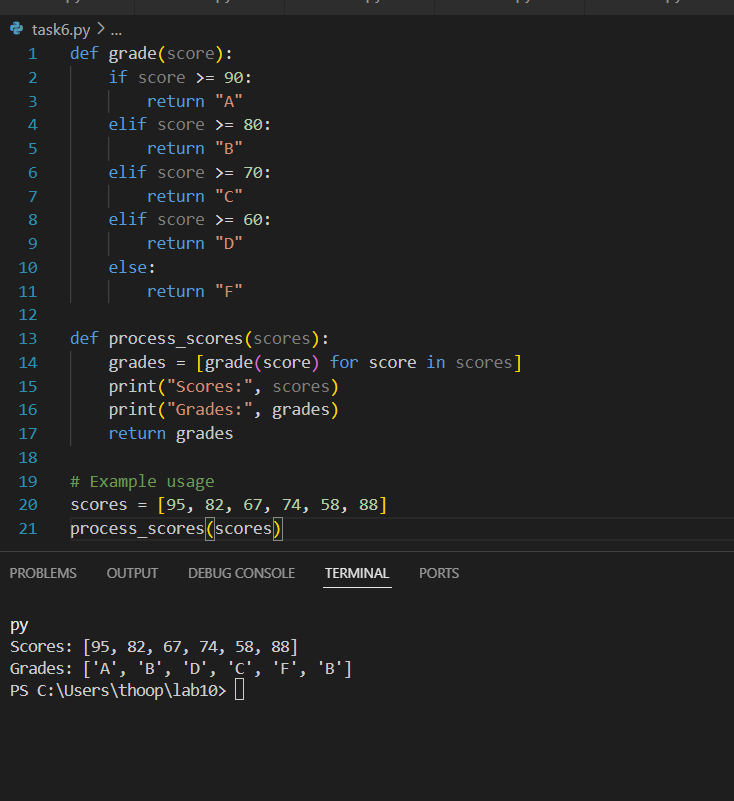 task6.py > ...
1 def grade(score):
2     if score >= 90:
3         return "A"
4     elif score >= 80:
5         return "B"
6     elif score >= 70:
7         return "C"
8     elif score >= 60:
9         return "D"
10     else:
11         return "F"
12
13 def process_scores(scores):
14     grades = [grade(score) for score in scores]
15     print("Scores:", scores)
16     print("Grades:", grades)
17     return grades
18
19 # Example usage
20 scores = [95, 82, 67, 74, 58, 88]
21 process_scores(scores)
PROBLEMS OUTPUT DEBUG CONSOLE TERMINAL PORTS
py
Scores: [95, 82, 67, 74, 58, 88]
Grades: ['A', 'B', 'D', 'C', 'F', 'B']
PS C:\Users\thoop\lab10>